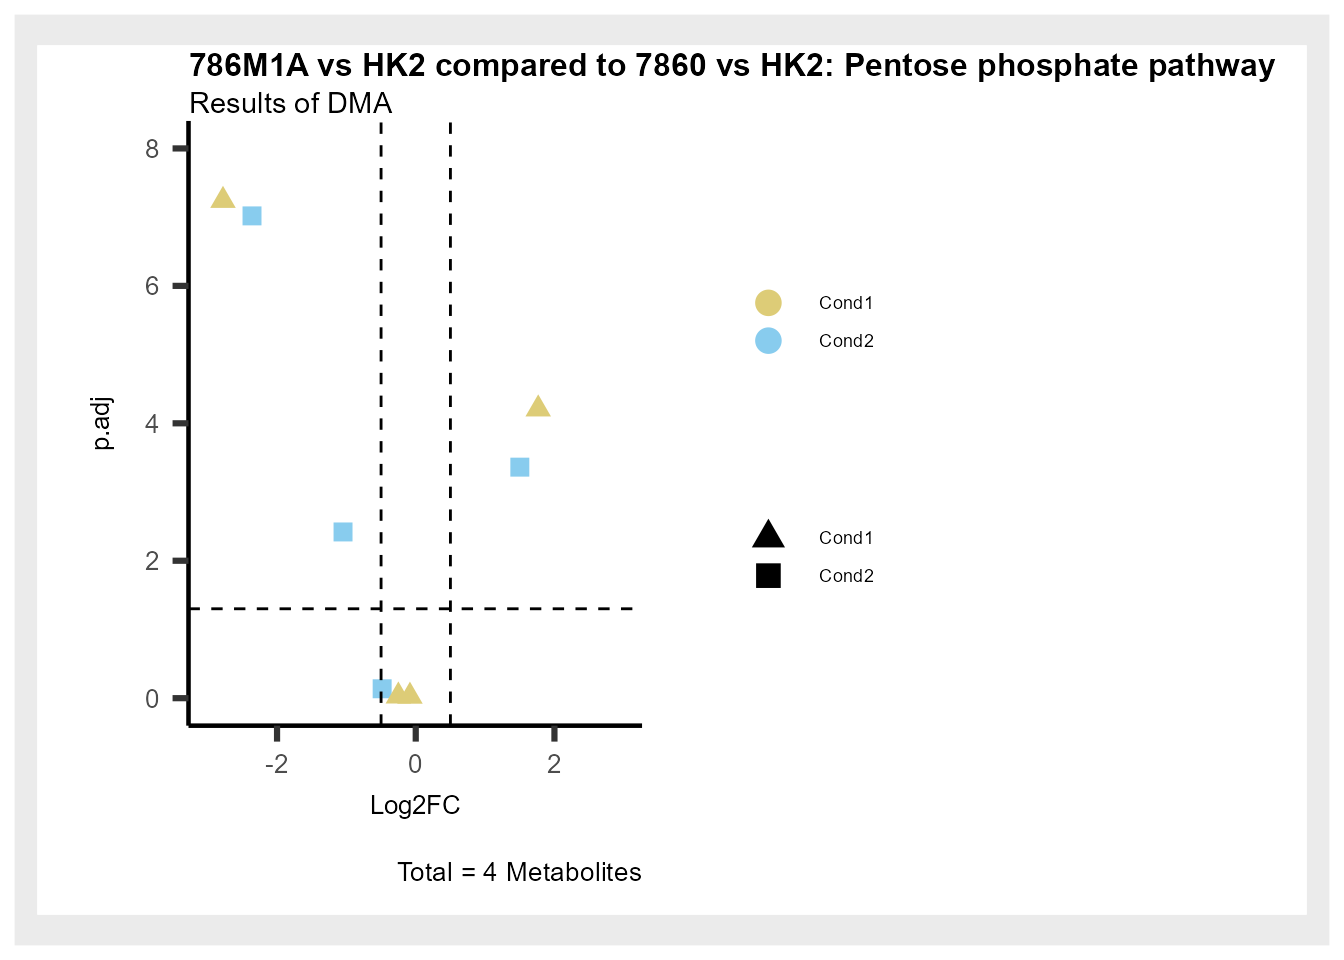 786M1A vs HK2 compared to 7860 vs HK2: Pentose phosphate pathway
Results of DMA
8
6
4
2
0
p.adj
-2
0
2
Log2FC
Cond1
Cond2
Cond1
Cond2
Total = 4 Metabolites